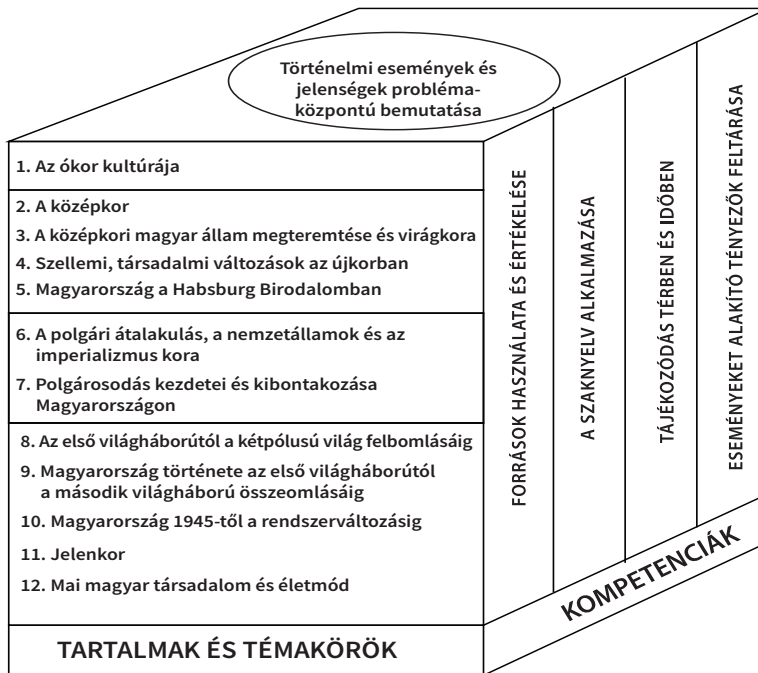 Történelmi események és
jelenségek probléma-
központú bemutatása
1. Az ókor kultúrája
2. A középkor
3. A középkori magyar állam megteremtése és virágkora
4. Szellemi, társadalmi változások az újkorban
5. Magyarország a Habsburg Birodalomban
6. A polgári átalakulás, a nemzetállamok és az
imperializmus kora
7. Polgárosodás kezdetei és kibontakozása
Magyarországon
8. Az első világháborútól a kétpólusú világ felbomlásáig
9. Magyarország története az első világháborútól
a második világháború összeomlásáig
10. Magyarország 1945-től a rendszerváltozásig
11. Jelenkor
12. Mai magyar társadalom és életmód
TARTALMAK ÉS TÉMAKÖRÖK
FORRÁSOK HASZNÁLATA ÉS ÉRTÉKELÉSE
A SZAKNYELV ALKALMAZÁSA
TÁJÉKOZÓDÁS TÉRBEN ÉS IDŐBEN
ESEMÉNYEKET ALAKÍTÓ TÉNYEZŐK FELTÁRÁSA
KOMPETENCIÁK